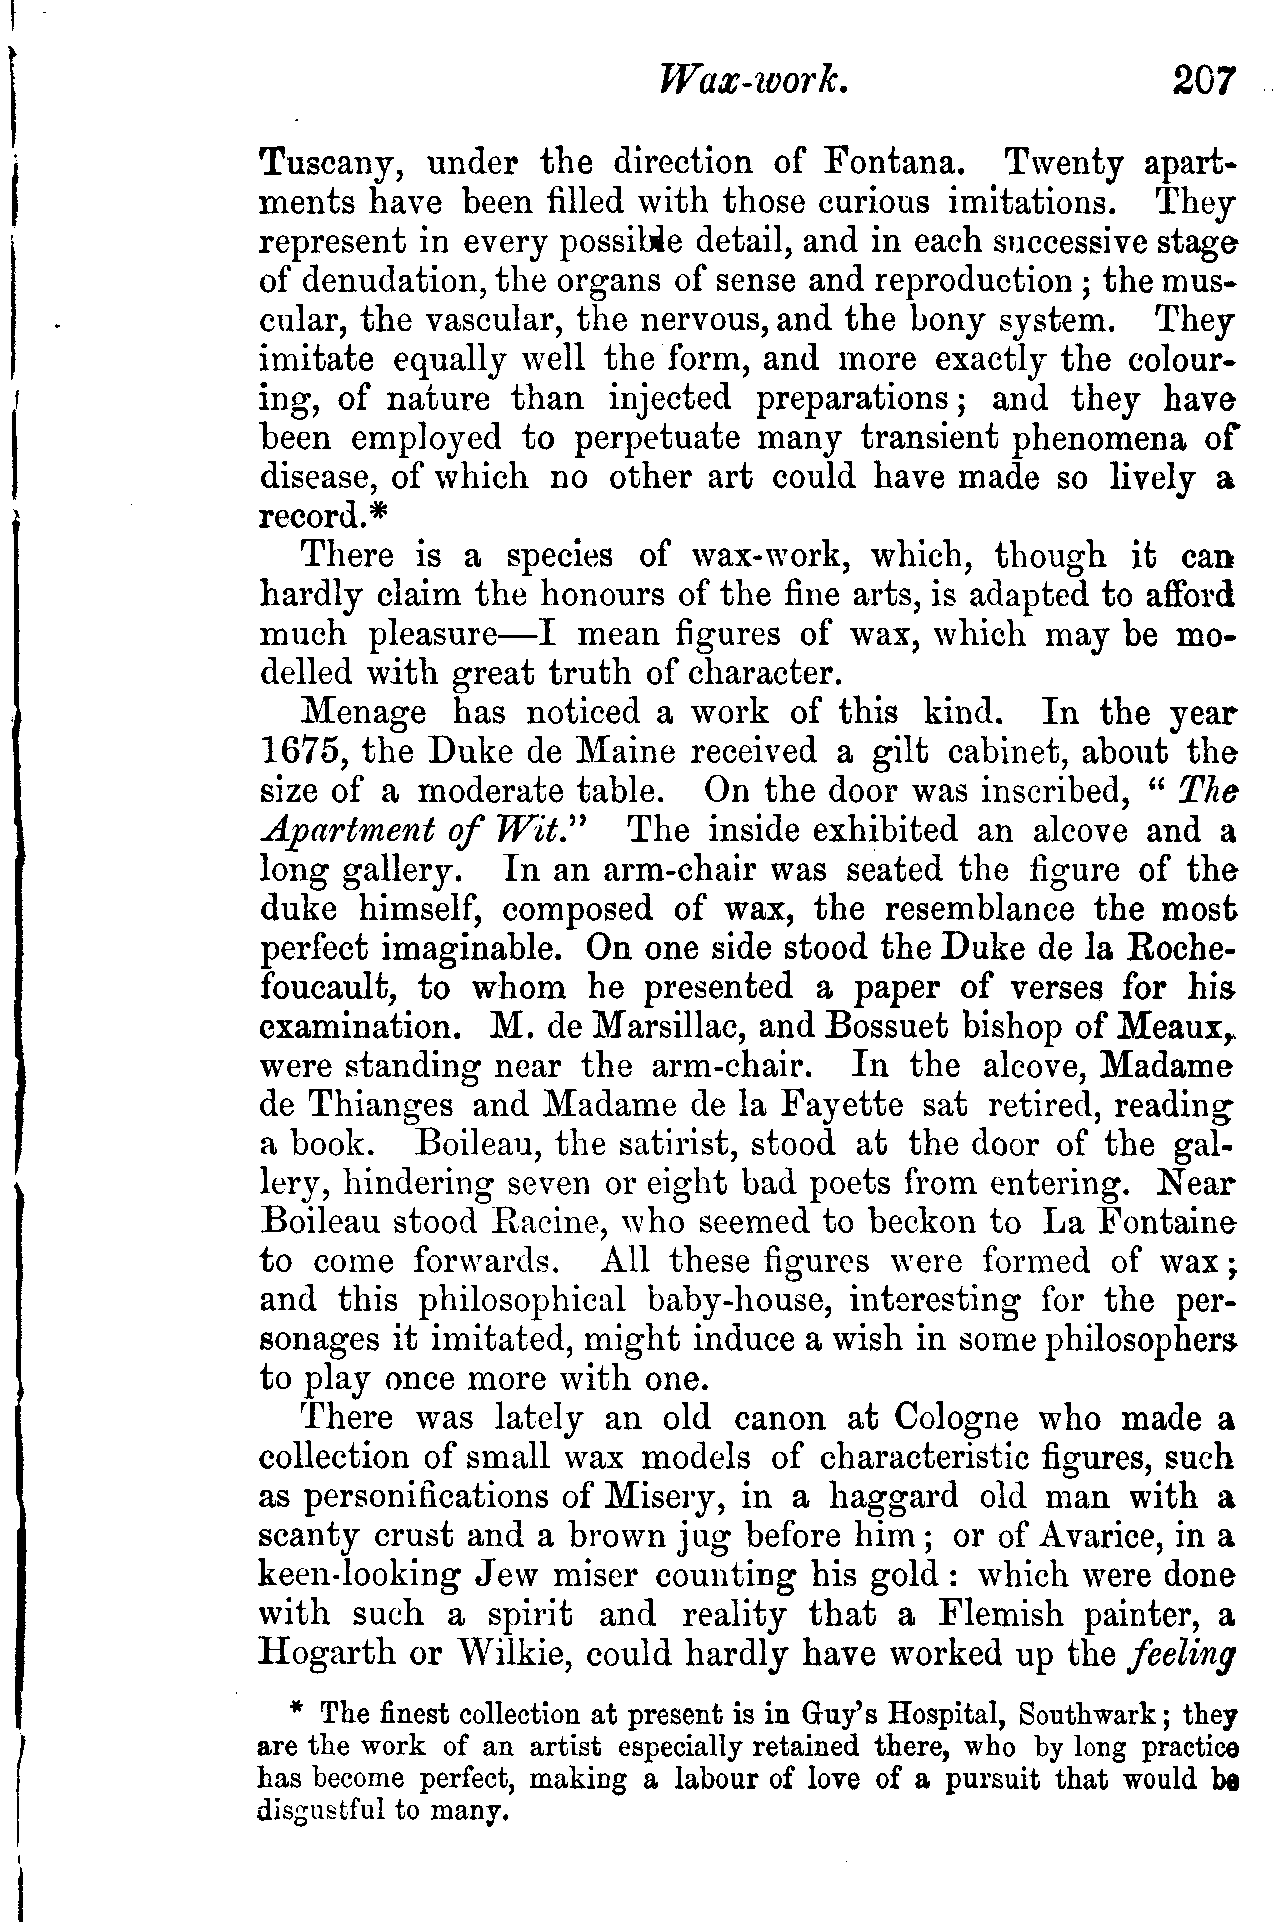 Wax-work. 207
Tuscany, under the direction of Fontana. Twenty apart-
ments have been filled with those curious imitations. They
represent in every possible detail, and in each successive stage
of denudation, the organs of sense and reproduction ; the mus-
cular, the vascular, the nervous, and the bony system. They
imitate equally well the form, and more exactly the colour-
ing, of nature than injected preparations ; and they have
been employed to perpetuate many transient phenomena of
disease, of which no other art could have made so lively a
record.*
There is a species of wax-work, which, though it can
hardly claim the honours of the fine arts, is adapted to afford
much pleasure—I mean figures of wax, which may be mo-
delled with great truth of character.
Menage has noticed a work of this kind. In the year
1675, the Duke de Maine received a gilt cabinet, about the
size of a moderate table. On the door was inscribed, “ The
Apartment of Wit.” The inside exhibited an alcove and a
long gallery. In an arm-chair was seated the figure of the
duke himself, composed of wax, the resemblance the most
perfect imaginable. On one side stood the Duke de la Roche-
foucault, to whom he presented a paper of verses for his
examination. M. de Marsillac, and Bossuet bishop of Meaux,
were standing near the arm-chair. In the alcove, Madame
de Thianges and Madame de la Fayette sat retired, reading
a book. Boileau, the satirist, stood at the door of the gal-
lery, hindering seven or eight bad poets from entering. Near
Boileau stood Racine, who seemed to beckon to La Fontaine
to come forwards. All these figures were formed of wax ;
and this philosophical baby-house, interesting for the per-
sonages it imitated, might induce a wish in some philosophers
to play once more with one.
There was lately an old canon at Cologne who made a
collection of small wax models of characteristic figures, such
as personifications of Misery, in a haggard old man with a
scanty crust and a brown jug before him ; or of Avarice, in a
keen-looking Jew miser counting his gold : which were done
with such a spirit and reality that a Flemish painter, a
Hogarth or Wilkie, could hardly have worked up the feeling
* The finest collection at present is in Guy's Hospital, Southwark ; they
are the work of an artist especially retained there, who by long practice
has become perfect, making a labour of love of a pursuit that would be
disgustful to many.